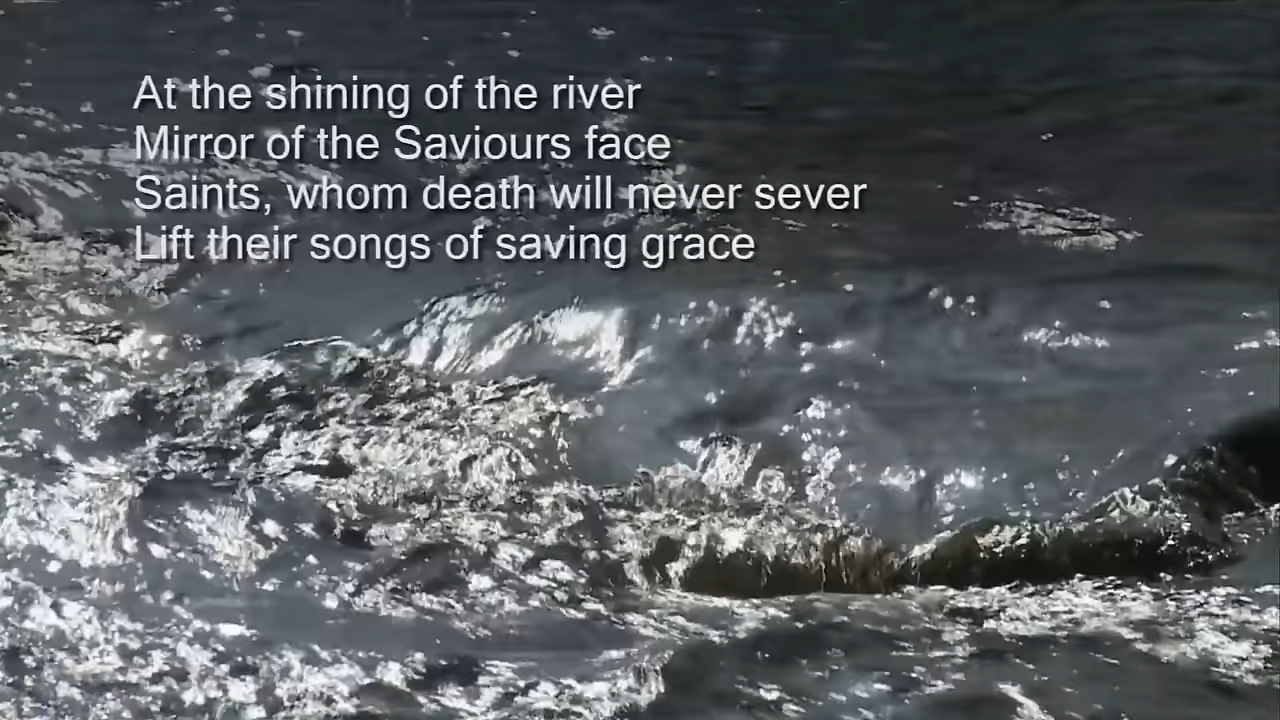 At the shining of the river
Mirror of the Saviours face
Saints, whom death will never sever
Lift their songs of saving grace